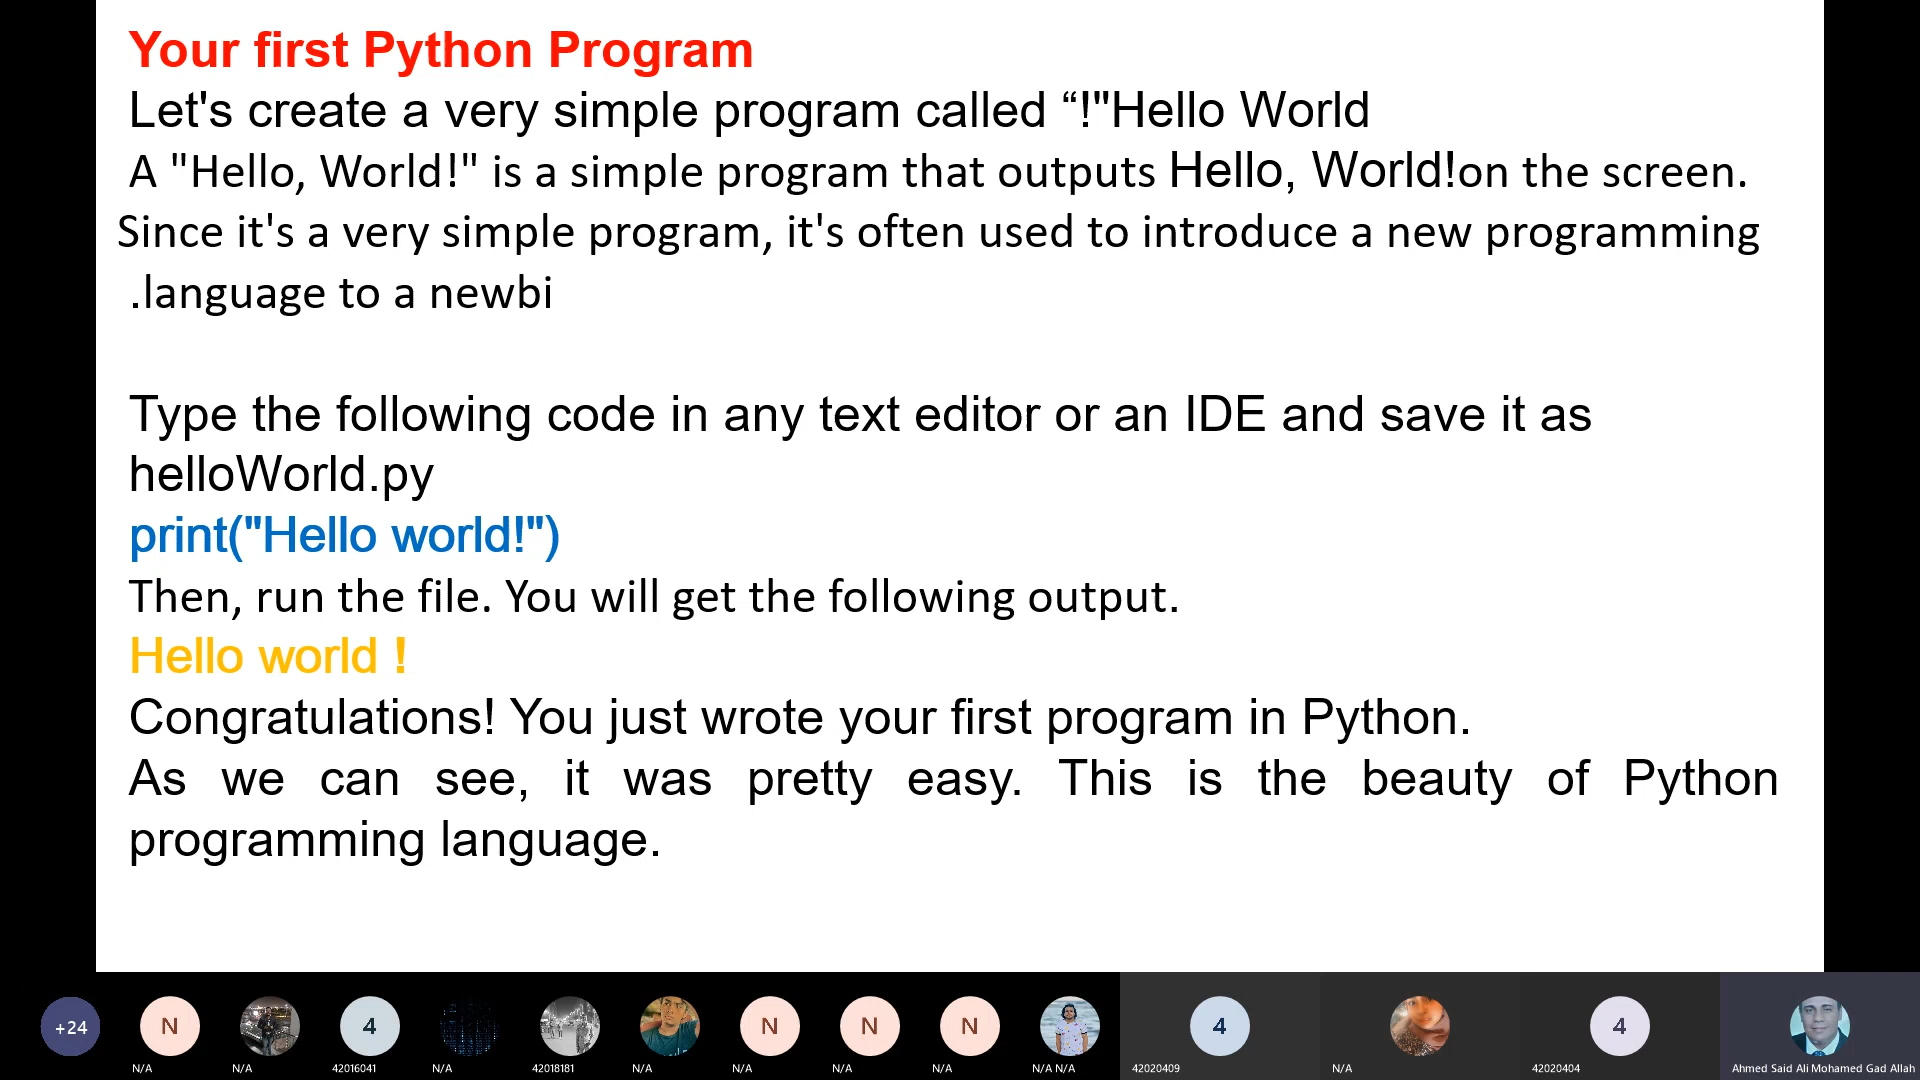 Your first Python Program
Let's create a very simple program called “!"Hello World
A "Hello, World!" is a simple program that outputs Hello, World!on the screen.
Since it's a very simple program, it's often used to introduce a new programming
.language to a newbi
Type the following code in any text editor or an IDE and save it as
helloWorld.py
print("Hello world!")
Then, run the file. You will get the following output.
Hello world !
Congratulations! You just wrote your first program in Python.
As we can see, it was pretty easy. This is the beauty of Python
programming language.
+24 N 4 N N N 4 4
N/A N/A 42016041 N/A 42018181 N/A N/A N/A N/A N/A N/A 42020409 N/A 42020404 Ahmed Said Ali Mohamed Gad Allah